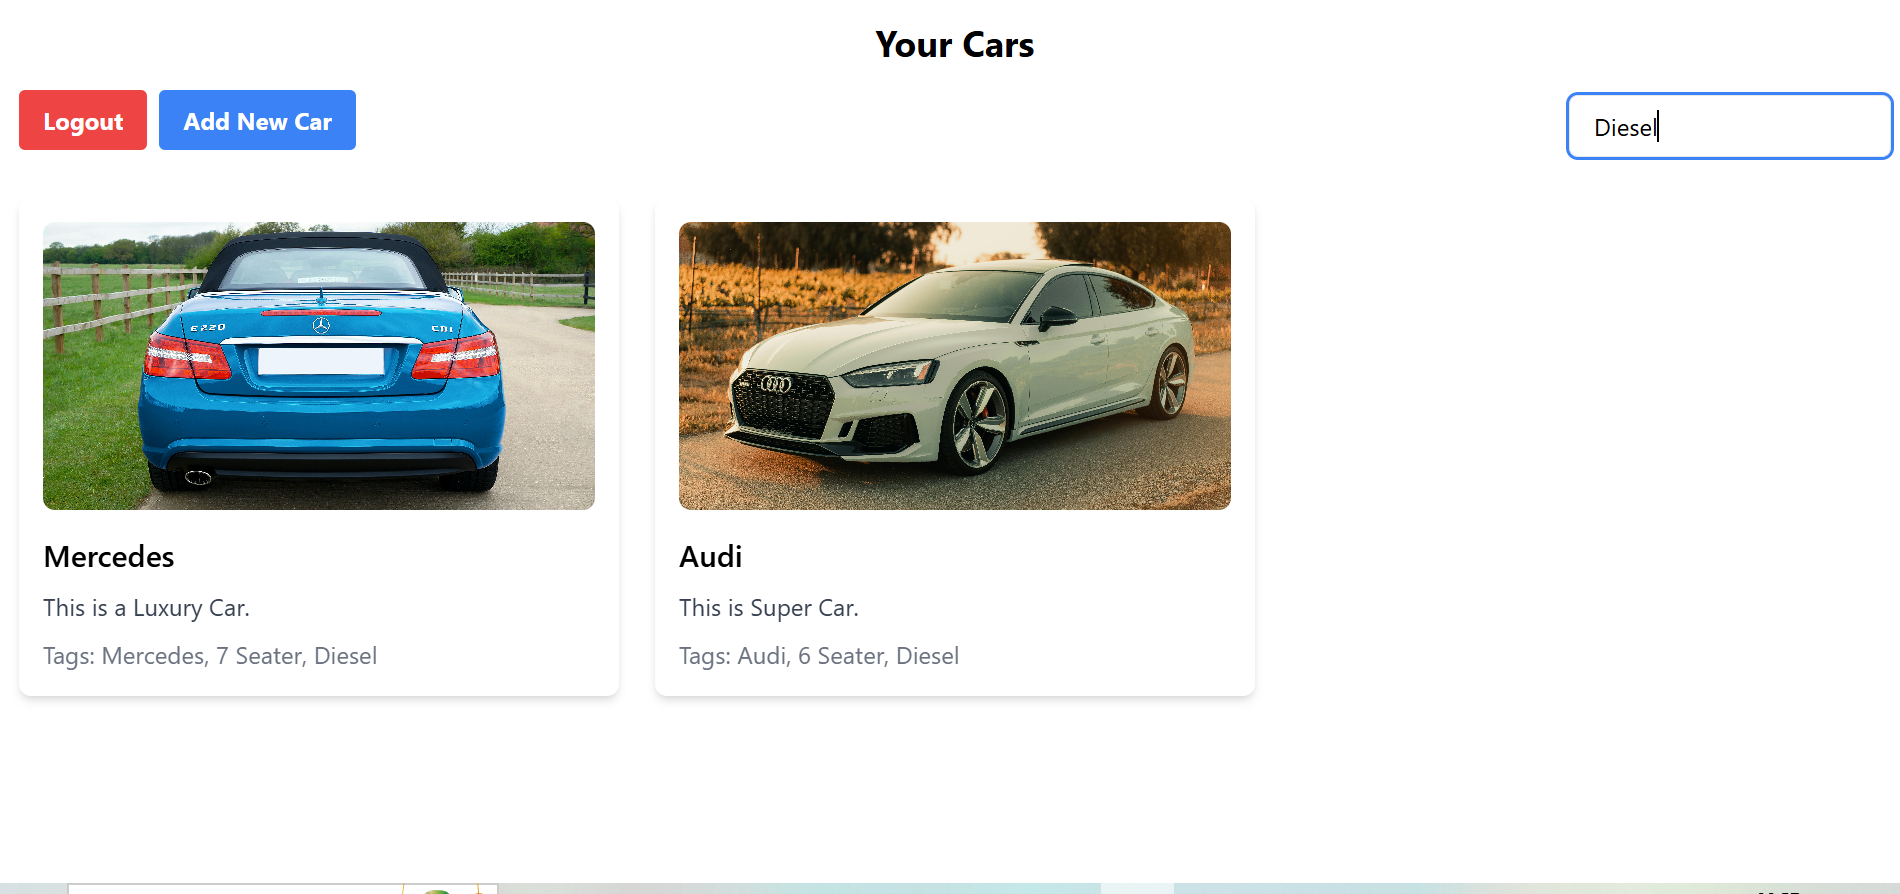 Your Cars
Logout
Add New Car
Diesel
E220
CDI
Mercedes
This is a Luxury Car.
Tags: Mercedes, 7 Seater, Diesel
Audi
This is Super Car.
Tags: Audi, 6 Seater, Diesel